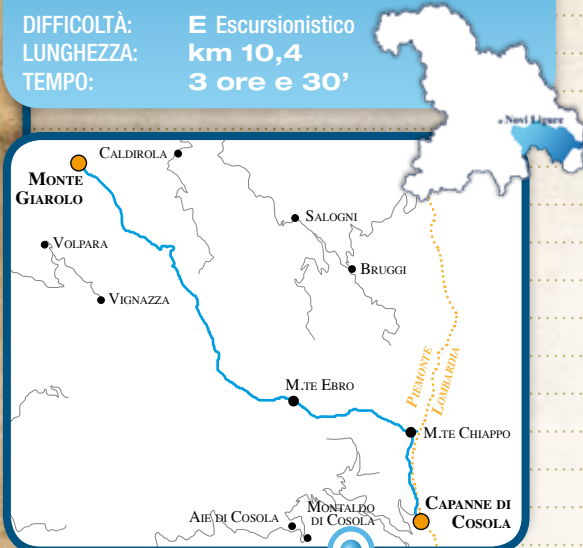 DIFFICOLTÀ: E Escursionistico
LUNGHEZZA: km 10,4
TEMPO: 3 ore e 30’
Novi Ligure
CALDIROLA
MONTE
GIAROLO
SALOGNI
VOLPARA
BRUGGI
VIGNAZZA
PIEMONTE
LOMBARDIA
M.TE EBRO
M.TE CHIAPPO
CAPANNE DI
COSOLA
MONTALDO
DI COSOLA
AIE DI COSOLA